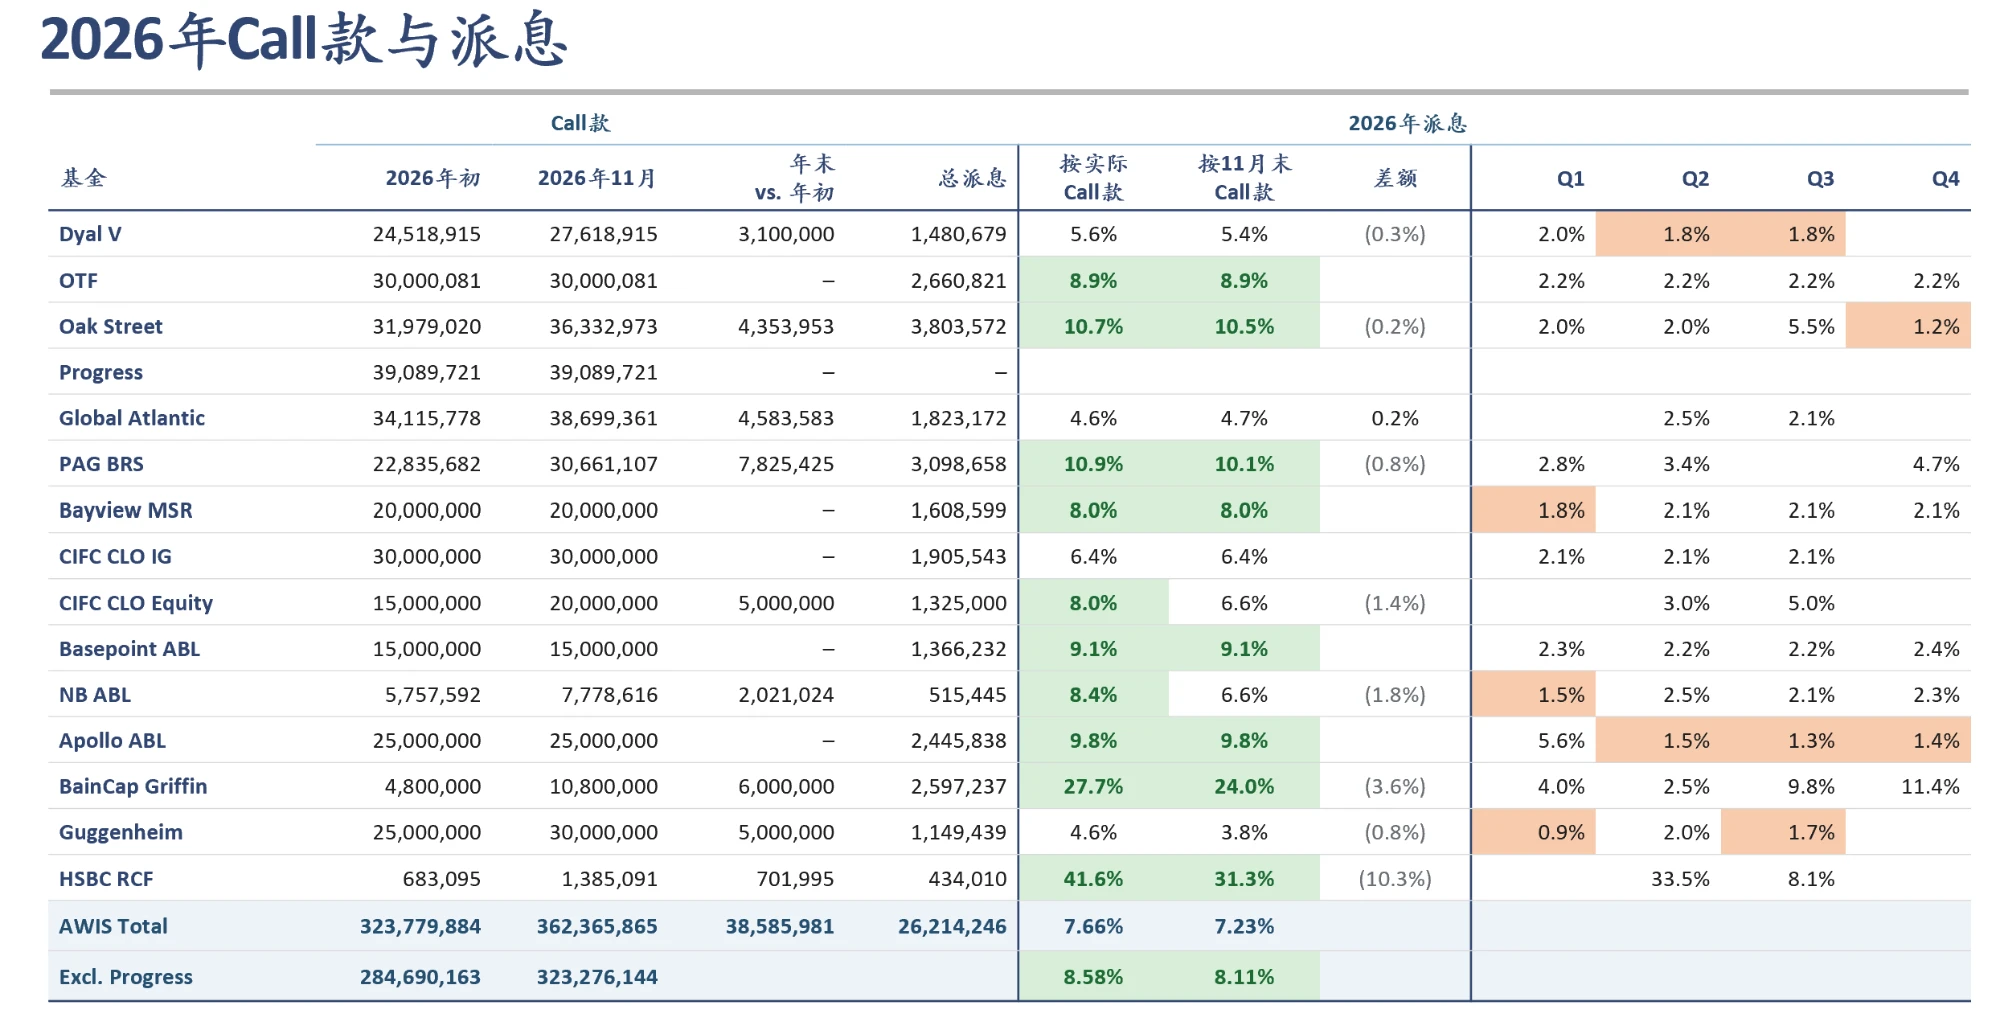 2026年Call款与派息
Call款 2026年派息
基金 2026年初 2026年11月 年末 vs. 年初 总派息 按实际 Call款 按11月末 Call款 差额 Q1 Q2 Q3 Q4
Dyal V 24,518,915 27,618,915 3,100,000 1,480,679 5.6% 5.4% (0.3%) 2.0% 1.8% 1.8%
OTF 30,000,081 30,000,081 – 2,660,821 8.9% 8.9% 2.2% 2.2% 2.2% 2.2%
Oak Street 31,979,020 36,332,973 4,353,953 3,803,572 10.7% 10.5% (0.2%) 2.0% 2.0% 5.5% 1.2%
Progress 39,089,721 39,089,721 – –
Global Atlantic 34,115,778 38,699,361 4,583,583 1,823,172 4.6% 4.7% 0.2% 2.5% 2.1%
PAG BRS 22,835,682 30,661,107 7,825,425 3,098,658 10.9% 10.1% (0.8%) 2.8% 3.4% 4.7%
Bayview MSR 20,000,000 20,000,000 – 1,608,599 8.0% 8.0% 1.8% 2.1% 2.1% 2.1%
CIFC CLO IG 30,000,000 30,000,000 – 1,905,543 6.4% 6.4% 2.1% 2.1% 2.1%
CIFC CLO Equity 15,000,000 20,000,000 5,000,000 1,325,000 8.0% 6.6% (1.4%) 3.0% 5.0%
Basepoint ABL 15,000,000 15,000,000 – 1,366,232 9.1% 9.1% 2.3% 2.2% 2.2% 2.4%
NB ABL 5,757,592 7,778,616 2,021,024 515,445 8.4% 6.6% (1.8%) 1.5% 2.5% 2.1% 2.3%
Apollo ABL 25,000,000 25,000,000 – 2,445,838 9.8% 9.8% 5.6% 1.5% 1.3% 1.4%
BainCap Griffin 4,800,000 10,800,000 6,000,000 2,597,237 27.7% 24.0% (3.6%) 4.0% 2.5% 9.8% 11.4%
Guggenheim 25,000,000 30,000,000 5,000,000 1,149,439 4.6% 3.8% (0.8%) 0.9% 2.0% 1.7%
HSBC RCF 683,095 1,385,091 701,995 434,010 41.6% 31.3% (10.3%) 33.5% 8.1%
AWIS Total 323,779,884 362,365,865 38,585,981 26,214,246 7.66% 7.23%
Excl. Progress 284,690,163 323,276,144 8.58% 8.11%